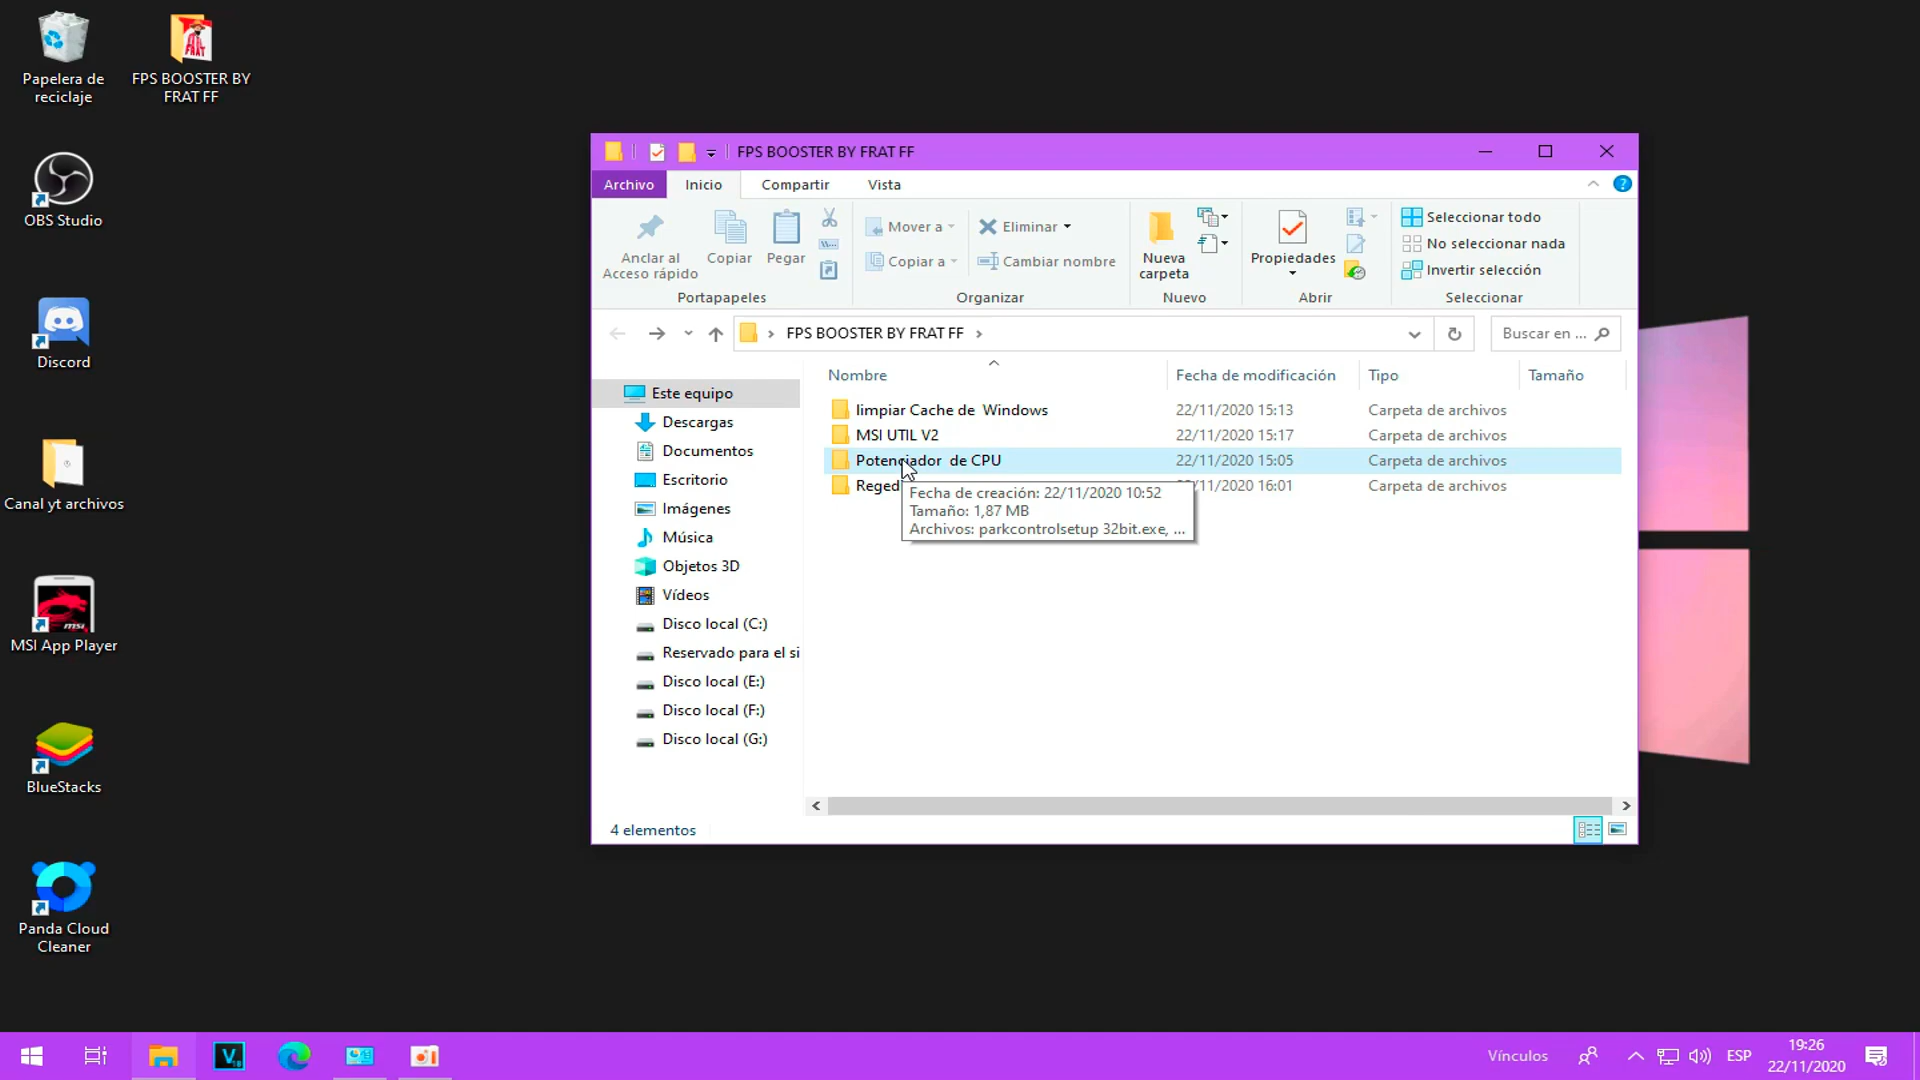 Papelera de
reciclaje
FPS BOOSTER BY
FRAT FF
FRAT
OBS Studio
Discord
Canal yt archivos
MSI App Player
msi
BlueStacks
Panda Cloud
Cleaner
FPS BOOSTER BY FRAT FF
Archivo
Inicio
Compartir
Vista
Anclar al
Acceso rápido
Copiar
Pegar
Portapapeles
Mover a
Copiar a
Eliminar
Cambiar nombre
Organizar
Nueva
carpeta
Nuevo
Propiedades
Abrir
Seleccionar todo
No seleccionar nada
Invertir selección
Seleccionar
FPS BOOSTER BY FRAT FF
Buscar en ...
Este equipo
Descargas
Documentos
Escritorio
Imágenes
Música
Objetos 3D
Vídeos
Disco local (C:)
Reservado para el si
Disco local (E:)
Disco local (F:)
Disco local (G:)
Nombre Fecha de modificación Tipo Tamaño
limpiar Cache de  Windows 22/11/2020 15:13 Carpeta de archivos
MSI UTIL V2 22/11/2020 15:17 Carpeta de archivos
Potenciador  de CPU 22/11/2020 15:05 Carpeta de archivos
Reged /11/2020 16:01 Carpeta de archivos
Fecha de creación: 22/11/2020 10:52
Tamaño: 1,87 MB
Archivos: parkcontrolsetup 32bit.exe, ...
4 elementos
Vínculos
ESP
19:26
22/11/2020